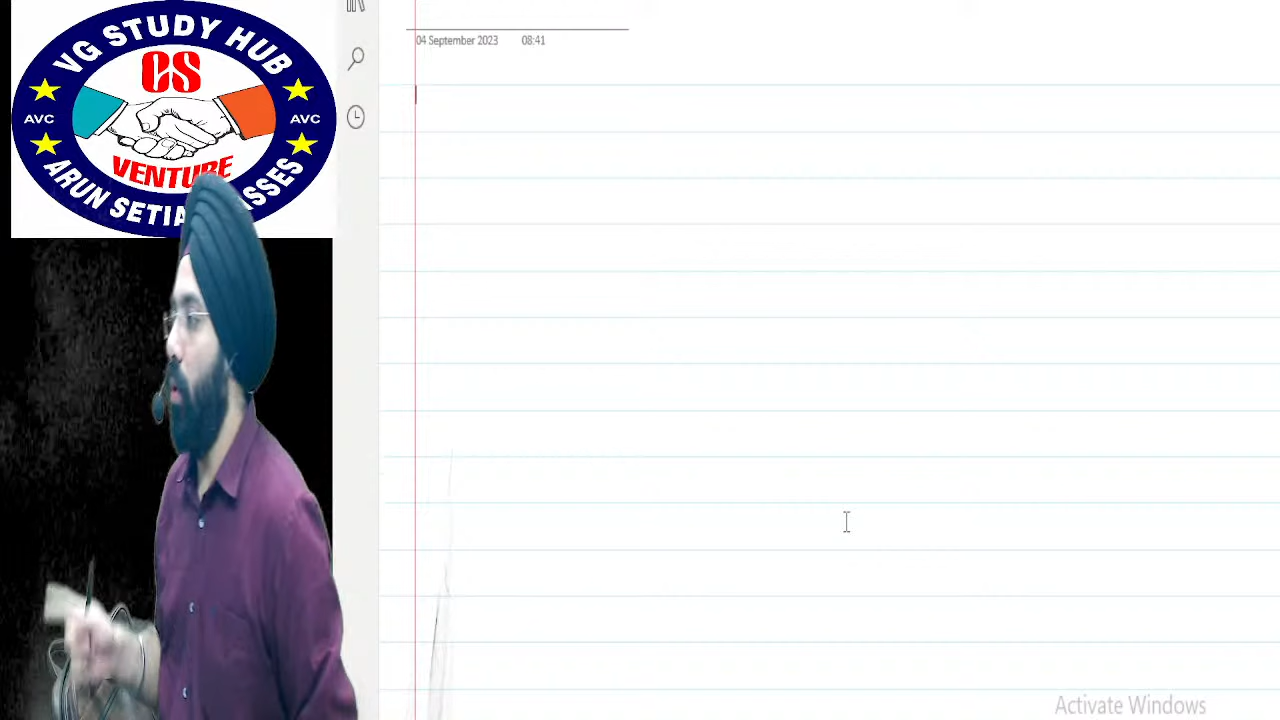 VG STUDY HUB
CS
AVC
AVC
VENTURE
ARUN SETIA
SSES
04 September 2023 08:41
Activate Windows